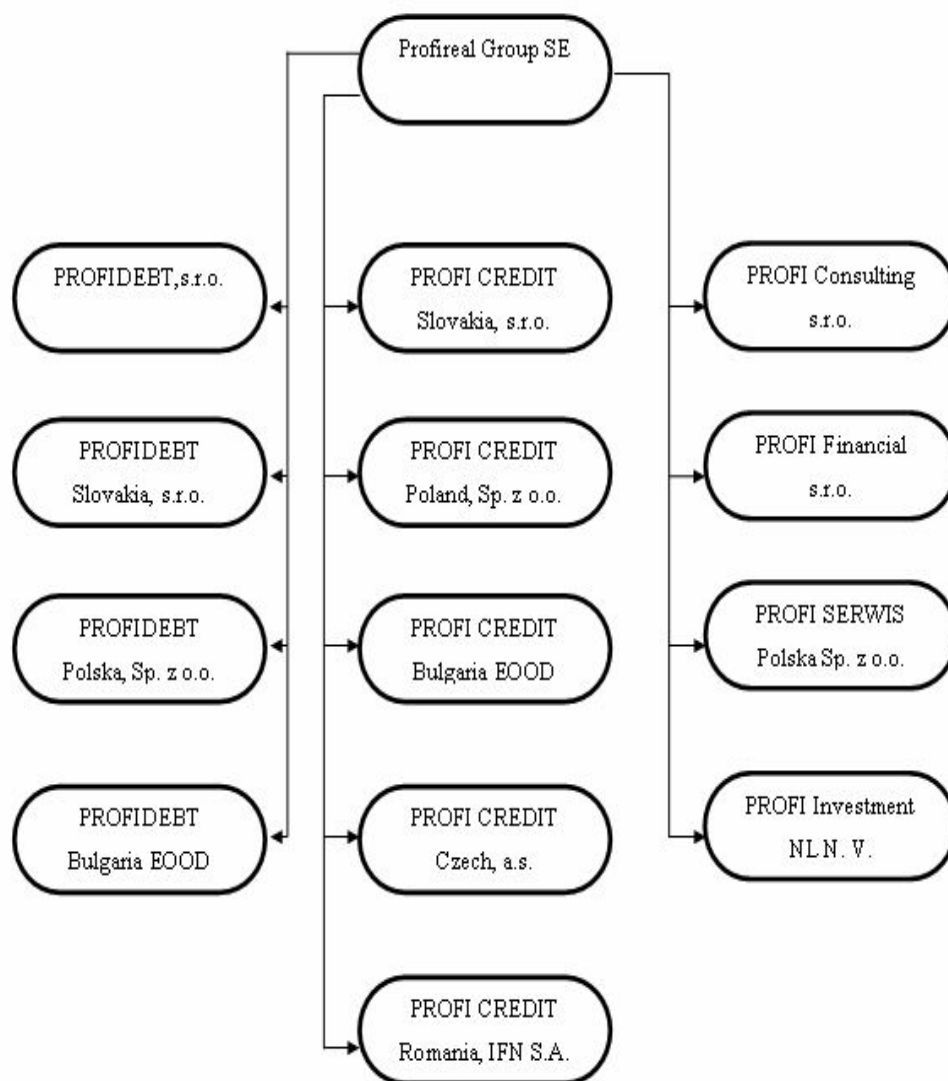 Profireal Group SE
PROFIDEBT,s.r.o.
PROFI CREDIT
Slovakia, s.r.o.
PROFI Consulting
s.r.o.
PROFIDEBT
Slovakia, s.r.o.
PROFI CREDIT
Poland, Sp. z o.o.
PROFI Financial
s.r.o.
PROFIDEBT
Polska, Sp. z o.o.
PROFI CREDIT
Bulgaria EOOD
PROFI SERWIS
Polska Sp. z o.o.
PROFIDEBT
Bulgaria EOOD
PROFI CREDIT
Czech, a.s.
PROFI Investment
NL N. V.
PROFI CREDIT
Romania, IFN S.A.